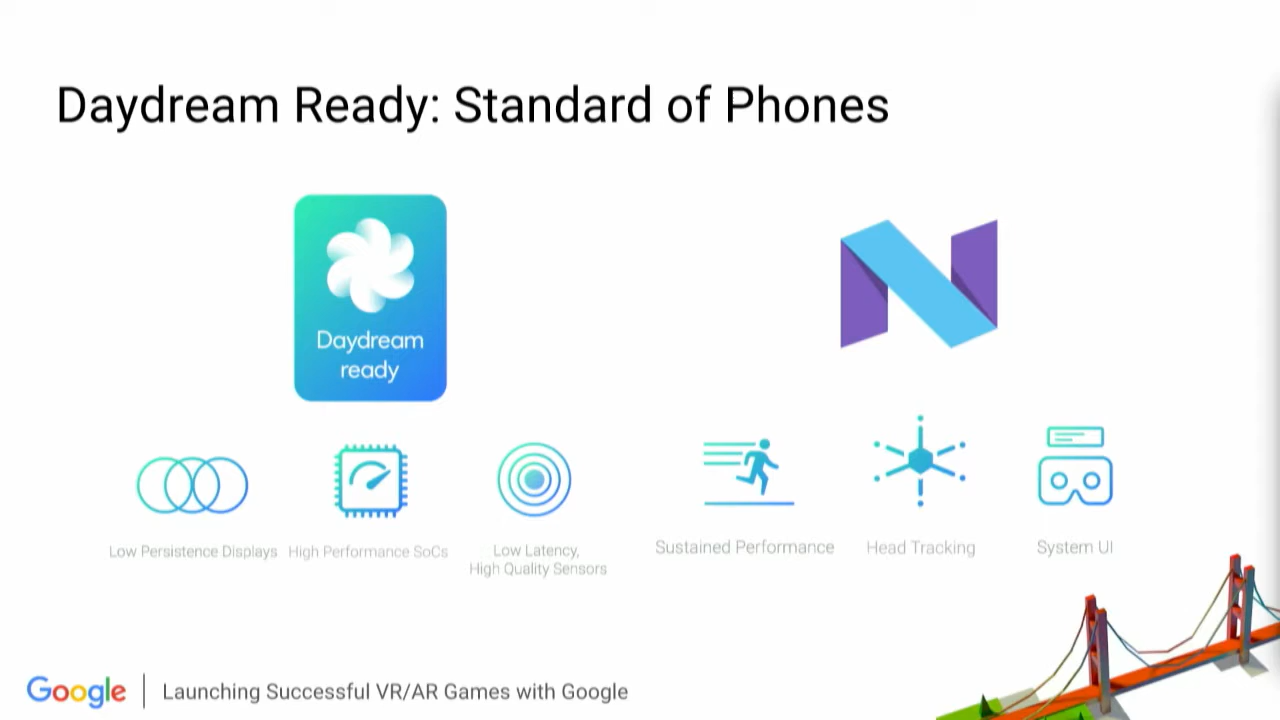 Daydream Ready: Standard of Phones
Daydream
ready
Low Persistence Displays
High Performance SoCs
Low Latency,
High Quality Sensors
Sustained Performance
Head Tracking
System UI
Google
Launching Successful VR/AR Games with Google